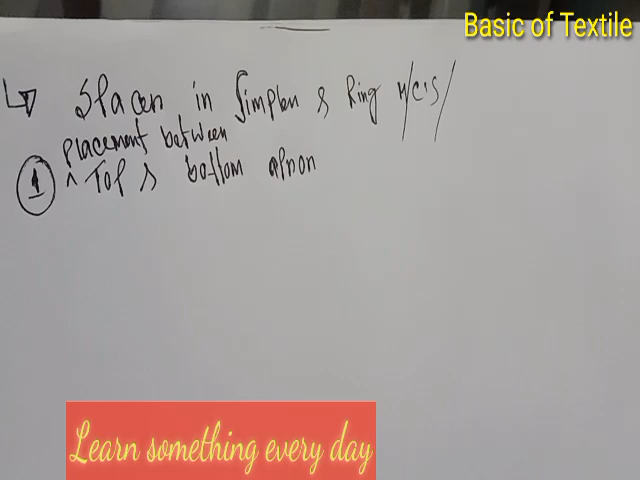 Basic of Textile
↳ Spacer in Simplex & Ring M/C'S/
placement between
① ^ Top & bottom apron
Learn something every day